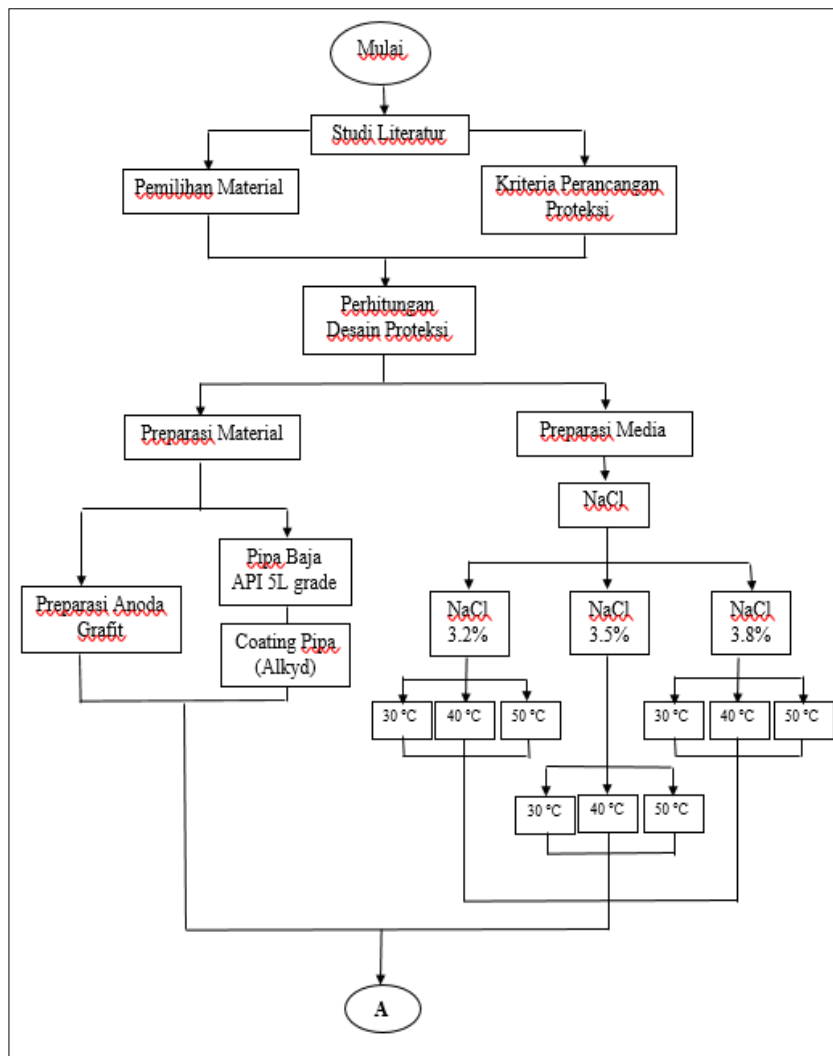 Mulai
Studi Literatur
Pemilihan Material
Kriteria Perancangan
Proteksi
Perhitungan
Desain Proteksi
Preparasi Material
Preparasi Media
NaCl
Pipa Baja
API 5L grade
Preparasi Anoda
Grafit
Coating Pipa
(Alkyd)
NaCl
3.2%
NaCl
3.5%
NaCl
3.8%
30 °C
40 °C
50 °C
30 °C
40 °C
50 °C
30 °C
40 °C
50 °C
A